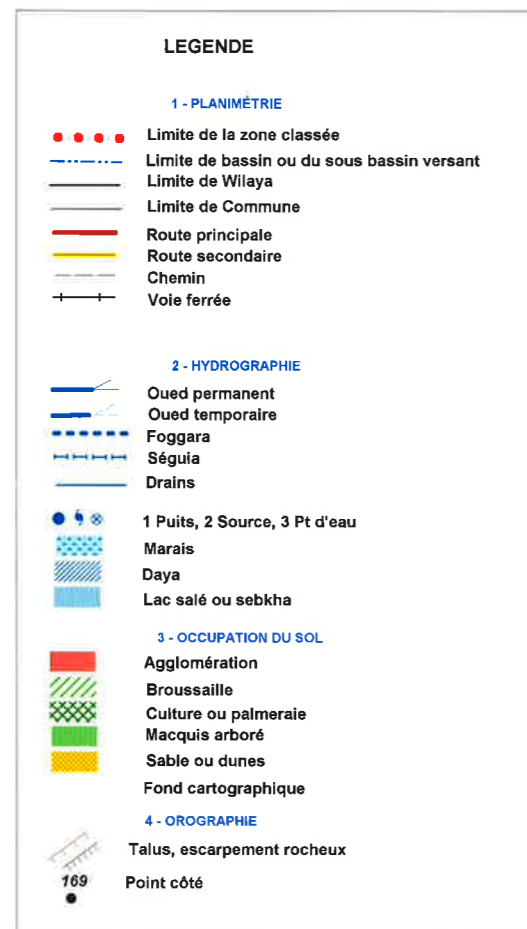 LEGENDE
1 - PLANIMÉTRIE
Limite de la zone classée
Limite de bassin ou du sous bassin versant
Limite de Wilaya
Limite de Commune
Route principale
Route secondaire
Chemin
Voie ferrée
2 - HYDROGRAPHIE
Oued permanent
Oued temporaire
Foggara
Séguia
Drains
1 Puits, 2 Source, 3 Pt d'eau
Marais
Daya
Lac salé ou sebkha
3 - OCCUPATION DU SOL
Agglomération
Broussaille
Culture ou palmeraie
Macquis arboré
Sable ou dunes
Fond cartographique
4 - OROGRAPHIE
Talus, escarpement rocheux
169 Point côté